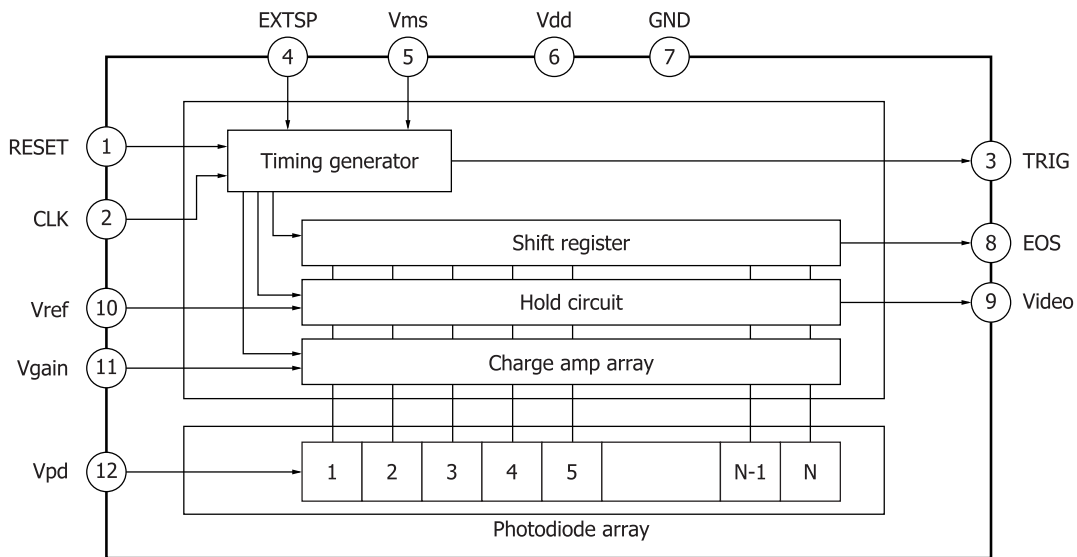 EXTSP
Vms
Vdd
GND
4
5
6
7
RESET
1
Timing generator
3
TRIG
CLK
2
Shift register
8
EOS
Vref
10
Hold circuit
9
Video
Vgain
11
Charge amp array
Vpd
12
1
2
3
4
5
N-1
N
Photodiode array